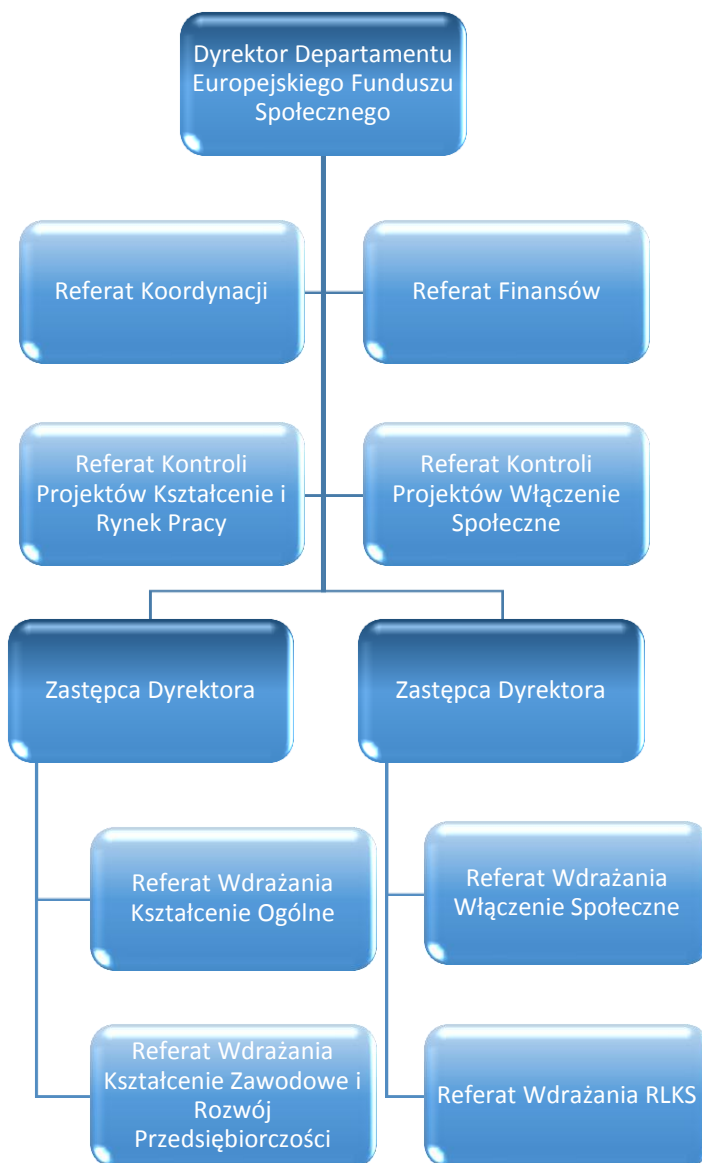 Dyrektor Departamentu
Europejskiego Funduszu
Społecznego
Referat Koordynacji
Referat Finansów
Referat Kontroli
Projektów Kształcenie i
Rynek Pracy
Referat Kontroli
Projektów Włączenie
Społeczne
Zastępca Dyrektora
Zastępca Dyrektora
Referat Wdrażania
Kształcenie Ogólne
Referat Wdrażania
Włączenie Społeczne
Referat Wdrażania
Kształcenie Zawodowe i
Rozwój
Przedsiębiorczości
Referat Wdrażania RLKS